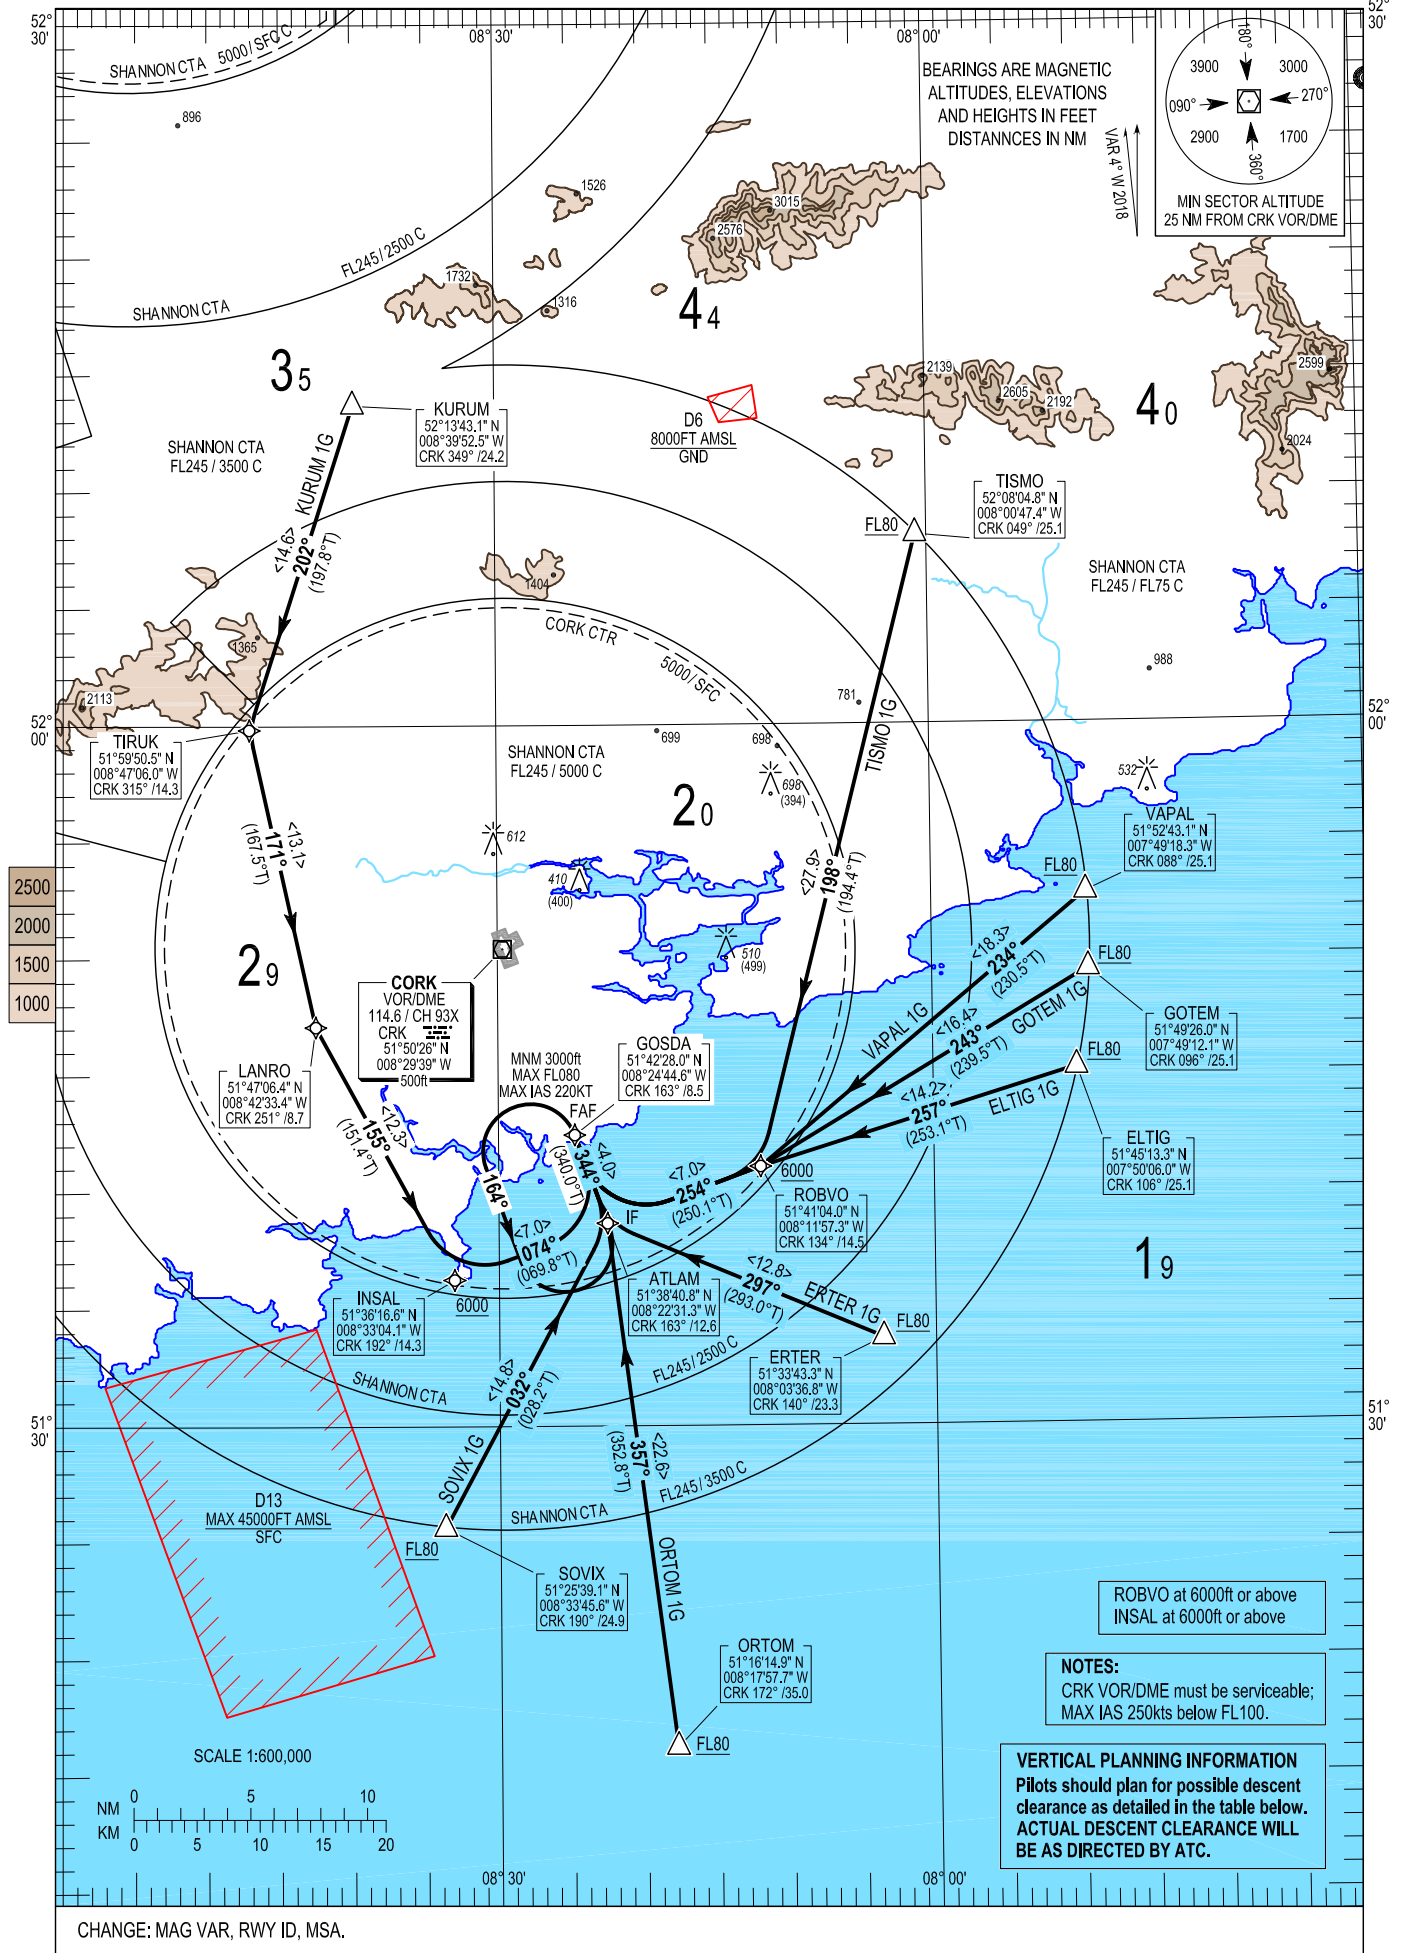 52°
30'
08°30'
08°00'
52°
30'
SHANNON CTA 5000 / SFC C
896
BEARINGS ARE MAGNETIC
ALTITUDES, ELEVATIONS
AND HEIGHTS IN FEET
DISTANNCES IN NM
VAR 4° W 2018
180°
3900
3000
090°
270°
2900
1700
360°
MIN SECTOR ALTITUDE
25 NM FROM CRK VOR/DME
1526
3015
2576
FL245 / 2500 C
SHANNON CTA
1732
1316
44
35
2139
2605
2192
2599
2024
40
D6
8000FT AMSL
GND
KURUM
52°13'43.1" N
008°39'52.5" W
CRK 349° /24.2
SHANNON CTA
FL245 / 3500 C
KURUM 1G
<14.6>
202°
(197.8°T)
TISMO
52°08'04.8" N
008°00'47.4" W
CRK 049° /25.1
FL80
SHANNON CTA
FL245 / FL75 C
1404
1365
2113
CORK CTR
5000 / SFC
988
781
52°
00'
52°
00'
TIRUK
51°59'50.5" N
008°47'06.0" W
CRK 315° /14.3
SHANNON CTA
FL245 / 5000 C
699
698
698
(394)
TISMO 1G
532
20
612
410
(400)
510
(499)
<13.1>
171°
(167.5°T)
<27.9>
198°
(194.4°T)
VAPAL
51°52'43.1" N
007°49'18.3" W
CRK 088° /25.1
FL80
2500
2000
1500
1000
29
CORK
VOR/DME
114.6 / CH 93X
CRK
51°50'26" N
008°29'39" W
500ft
<18.3>
234°
(230.5°T)
VAPAL 1G
FL80
GOTEM
51°49'26.0" N
007°49'12.1" W
CRK 096° /25.1
<16.4>
243°
(239.5°T)
GOTEM 1G
FL80
<14.2>
257°
(253.1°T)
ELTIG 1G
ELTIG
51°45'13.3" N
007°50'06.0" W
CRK 106° /25.1
LANRO
51°47'06.4" N
008°42'33.4" W
CRK 251° /8.7
MNM 3000ft
MAX FL080
MAX IAS 220KT
FAF
GOSDA
51°42'28.0" N
008°24'44.6" W
CRK 163° /8.5
<12.3>
155°
(151.4°T)
164°
<4.0>
344°
(340.0°T)
<7.0>
254°
(250.1°T)
6000
ROBVO
51°41'04.0" N
008°11'57.3" W
CRK 134° /14.5
IF
<7.0>
074°
(069.8°T)
19
INSAL
51°36'16.6" N
008°33'04.1" W
CRK 192° /14.3
6000
ATLAM
51°38'40.8" N
008°22'31.3" W
CRK 163° /12.6
<12.8>
297°
(293.0°T)
ERTER 1G
FL80
ERTER
51°33'43.3" N
008°03'36.8" W
CRK 140° /23.3
SHANNON CTA
FL245 / 2500 C
<14.8>
032°
(028.2°T)
SOVIX 1G
51°
30'
51°
30'
<22.6>
357°
(352.8°T)
SHANNON CTA
FL245 / 3500 C
D13
MAX 45000FT AMSL
SFC
FL80
SOVIX
51°25'39.1" N
008°33'45.6" W
CRK 190° /24.9
ORTOM 1G
ORTOM
51°16'14.9" N
008°17'57.7" W
CRK 172° /35.0
FL80
ROBVO at 6000ft or above
INSAL at 6000ft or above
NOTES:
CRK VOR/DME must be serviceable;
MAX IAS 250kts below FL100.
VERTICAL PLANNING INFORMATION
Pilots should plan for possible descent
clearance as detailed in the table below.
ACTUAL DESCENT CLEARANCE WILL
BE AS DIRECTED BY ATC.
SCALE 1:600,000
NM 0 5 10
KM 0 5 10 15 20
08°30'
08°00'
CHANGE: MAG VAR, RWY ID, MSA.